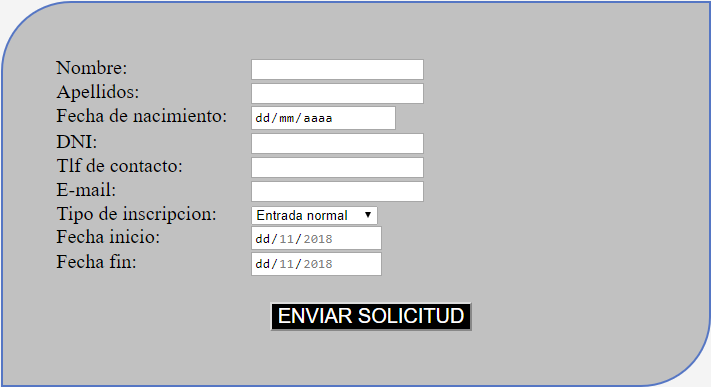 Nombre:
Apellidos:
Fecha de nacimiento: dd/mm/aaaa
DNI:
Tlf de contacto:
E-mail:
Tipo de inscripcion: Entrada normal
Fecha inicio: dd/11/2018
Fecha fin: dd/11/2018
ENVIAR SOLICITUD